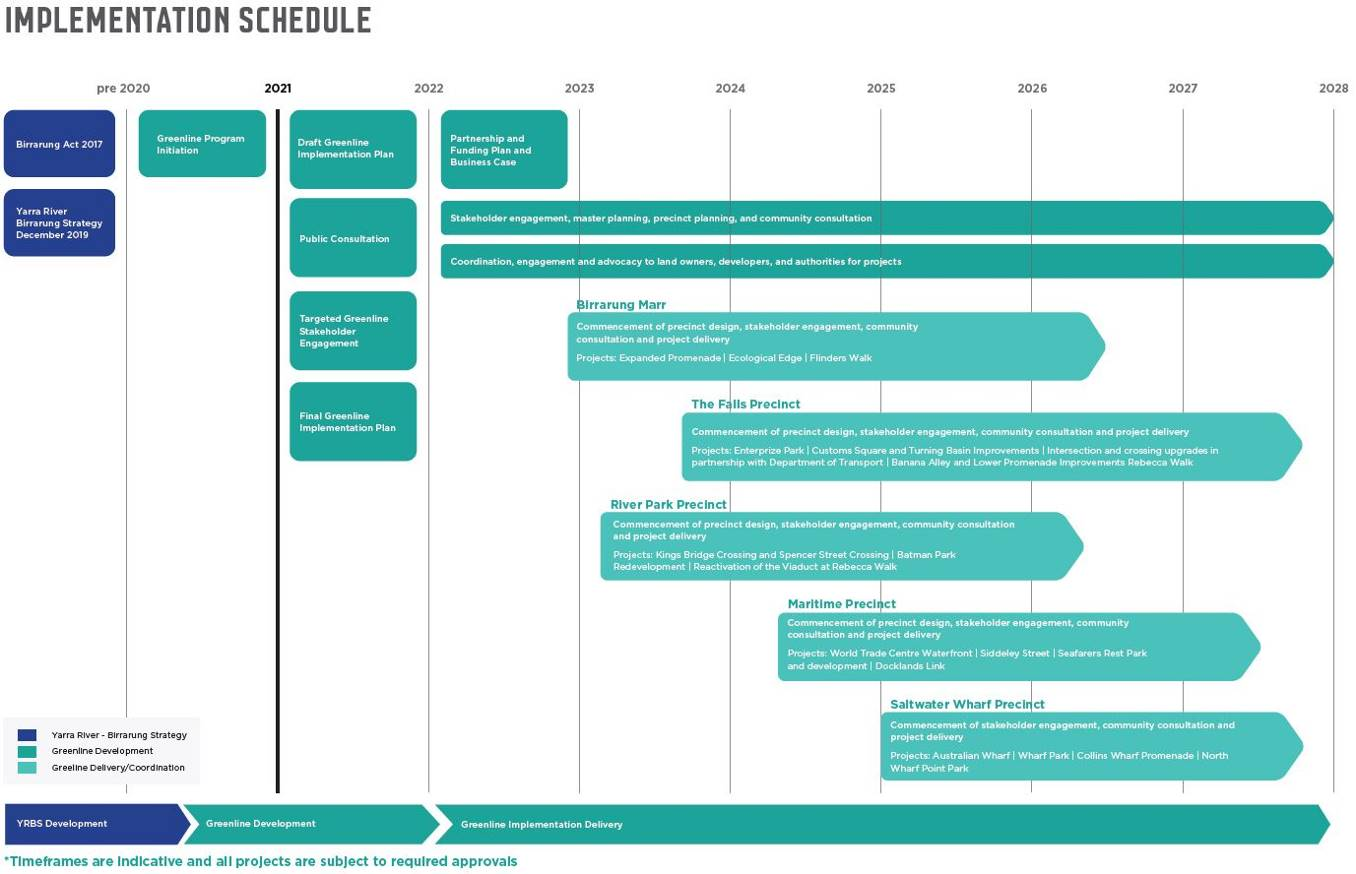 IMPLEMENTATION SCHEDULE
pre 2020
2021
2022
2023
2024
2025
2026
2027
2028
Birrarung Act 2017
Greenline Program
Initiation
Draft Greenline
Implementation Plan
Partnership and
Funding Plan and
Business Case
Yarra River
Birrarung Strategy
December 2019
Public Consultation
Stakeholder engagement, master planning, precinct planning, and community consultation
Coordination, engagement and advocacy to land owners, developers, and authorities for projects
Targeted Greenline
Stakeholder
Engagement
Final Greenline
Implementation Plan
Birrarung Marr
Commencement of precinct design, stakeholder engagement, community
consultation and project delivery
Projects: Expanded Promenade | Ecological Edge | Flinders Walk
The Falls Precinct
Commencement of precinct design, stakeholder engagement, community consultation and project delivery
Projects: Enterprize Park | Customs Square and Turning Basin Improvements | Intersection and crossing upgrades in
partnership with Department of Transport | Banana Alley and Lower Promenade Improvements Rebecca Walk
River Park Precinct
Commencement of precinct design, stakeholder engagement, community consultation
and project delivery
Projects: Kings Bridge Crossing and Spencer Street Crossing | Batman Park
Redevelopment | Reactivation of the Viaduct at Rebecca Walk
Maritime Precinct
Commencement of precinct design, stakeholder engagement, community
consultation and project delivery
Projects: World Trade Centre Waterfront | Siddeley Street | Seafarers Rest Park
and development | Docklands Link
Saltwater Wharf Precinct
Commencement of stakeholder engagement, community consultation and
project delivery
Projects: Australian Wharf | Wharf Park | Collins Wharf Promenade | North
Wharf Point Park
Yarra River - Birrarung Strategy
Greenline Development
Greeline Delivery/Coordination
YRBS Development
Greenline Development
Greenline Implementation Delivery
*Timeframes are indicative and all projects are subject to required approvals